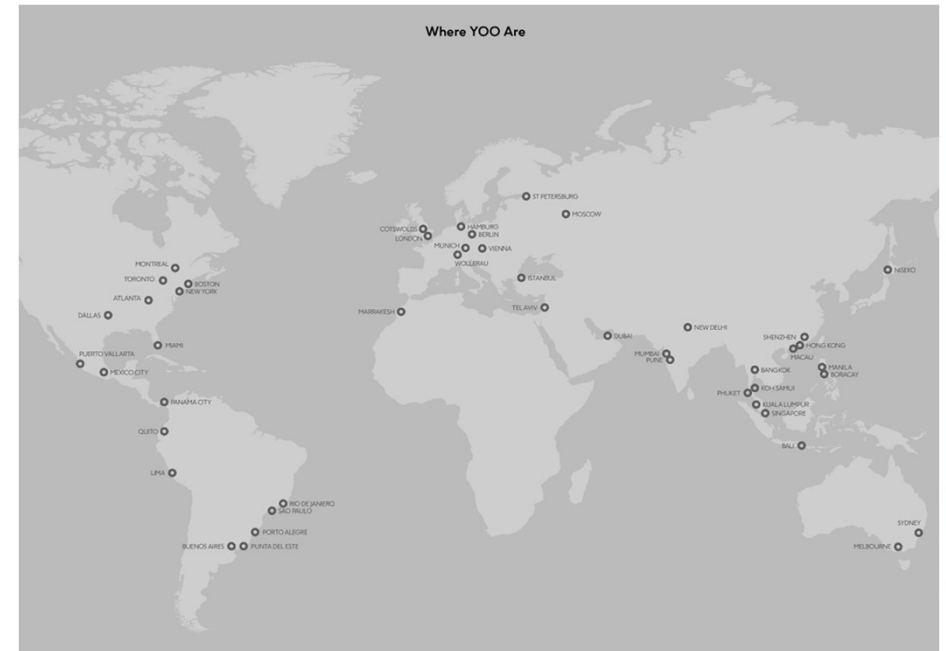 Where YOO Are
ST PETERSBURG
MOSCOW
COTSWOLDS
HAMBURG
LONDON
BERLIN
MUNICH
VIENNA
WOLLERAU
MONTREAL
TORONTO
BOSTON
NEW YORK
ATLANTA
DALLAS
ISTANBUL
NISEKO
MARRAKESH
TEL AVIV
MIAMI
PUERTO VALLARTA
MEXICO CITY
DUBAI
NEW DELHI
MUMBAI
PUNE
SHENZHEN
HONG KONG
MACAU
BANGKOK
MANILA
BORACAY
KOH SAMUI
PHUKET
KUALA LUMPUR
SINGAPORE
PANAMA CITY
QUITO
BALI
LIMA
RIO DE JANIERO
SÃO PAULO
PORTO ALEGRE
BUENOS AIRES
PUNTA DEL ESTE
SYDNEY
MELBOURNE